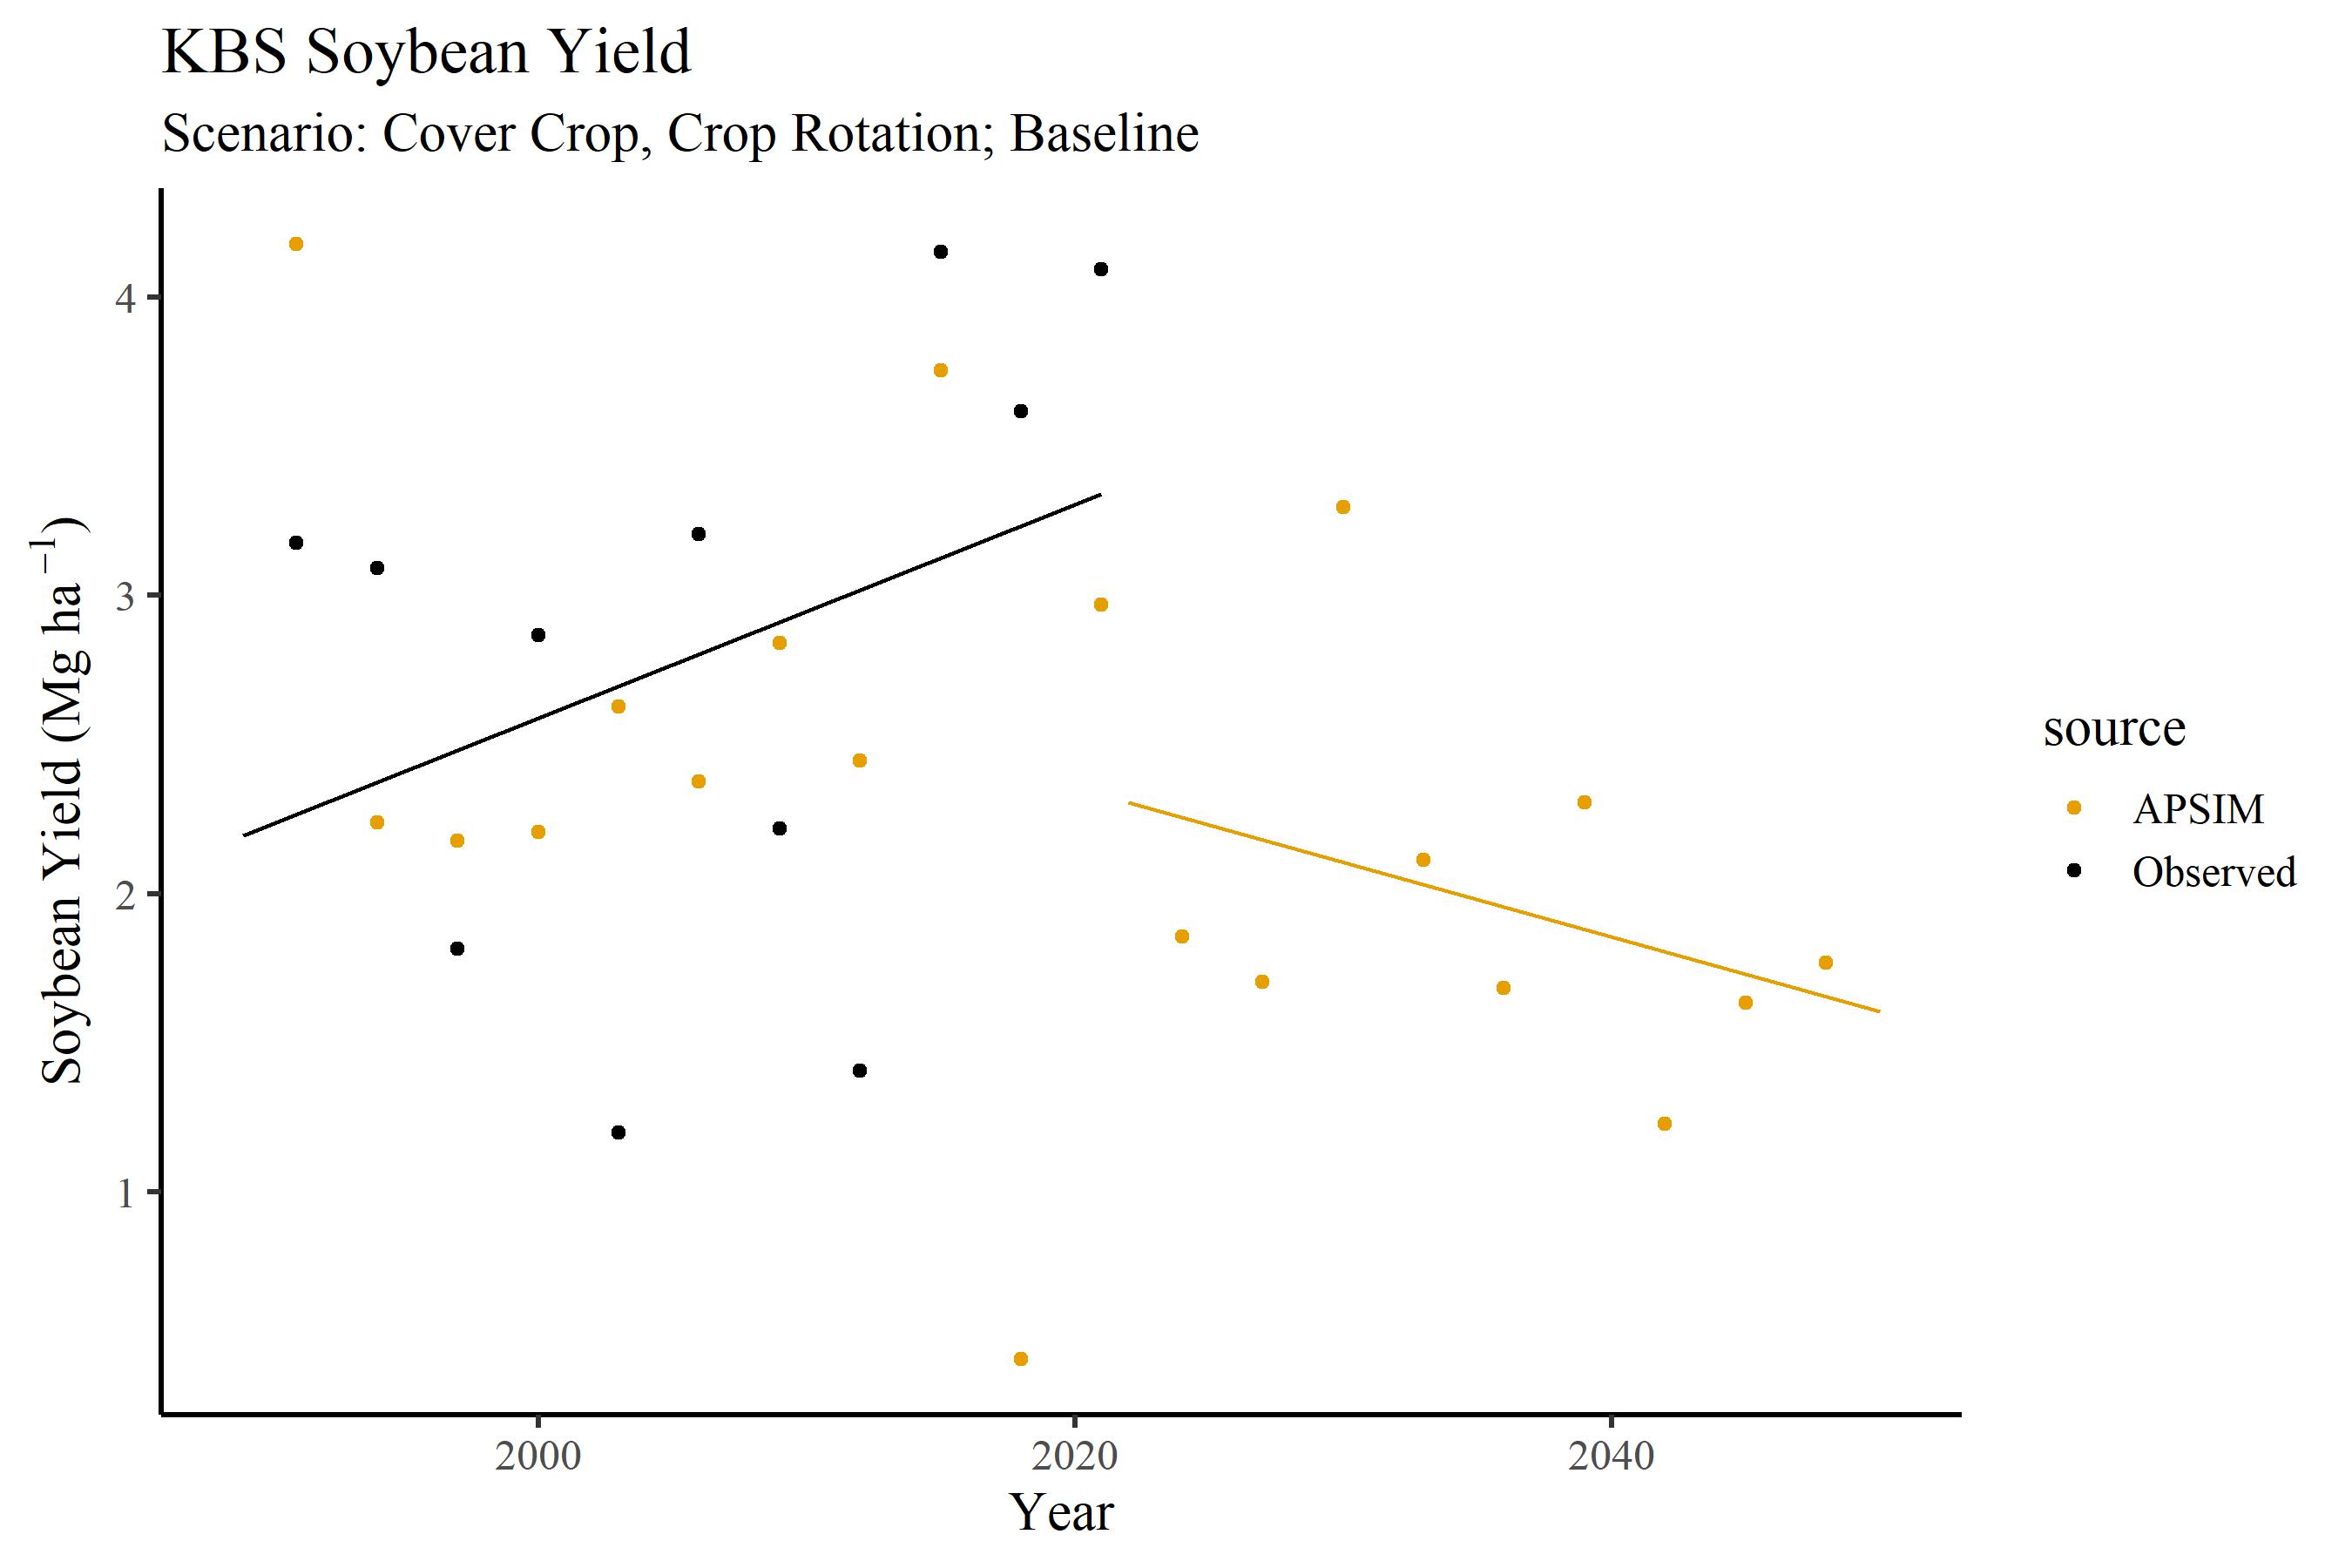 KBS Soybean Yield
Scenario: Cover Crop, Crop Rotation; Baseline
Soybean Yield (Mg ha⁻¹)
4
3
2
1
2000 2020 2040
Year
source
APSIM
Observed